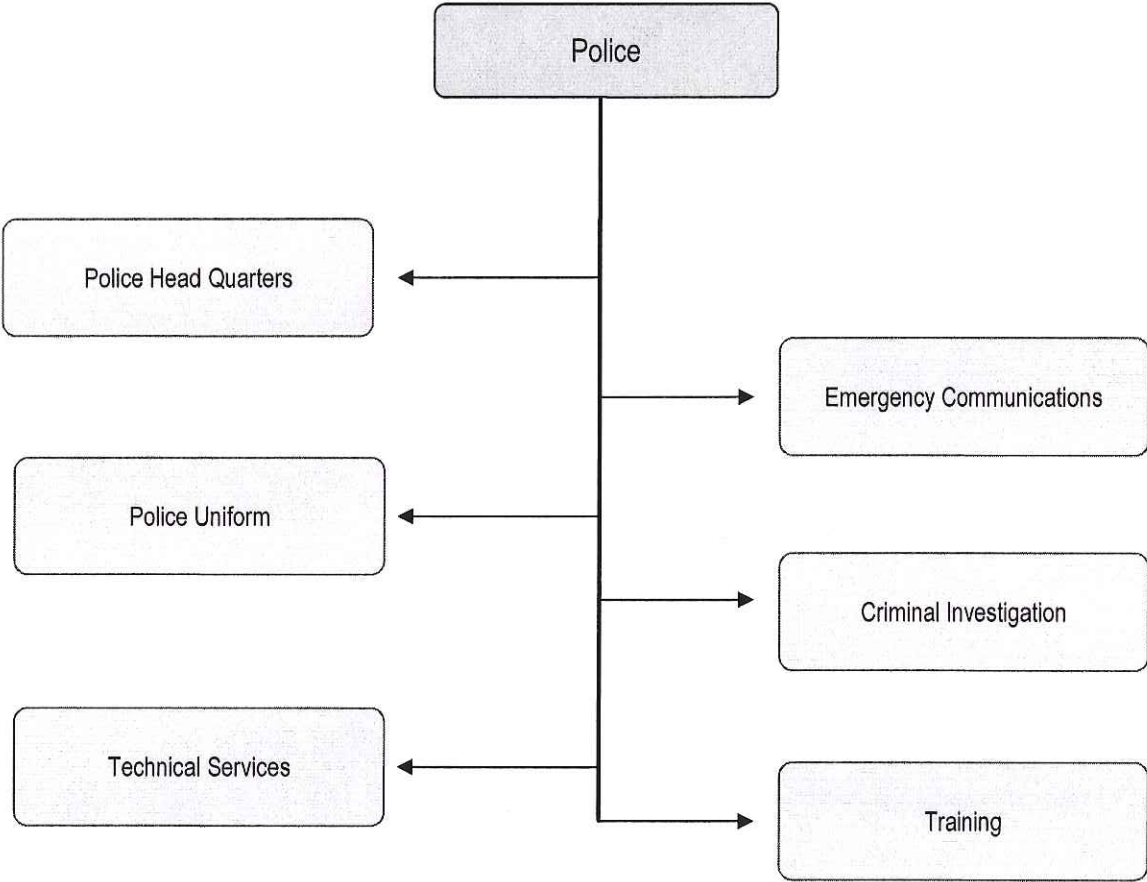 Police
Police Head Quarters
Emergency Communications
Police Uniform
Criminal Investigation
Technical Services
Training